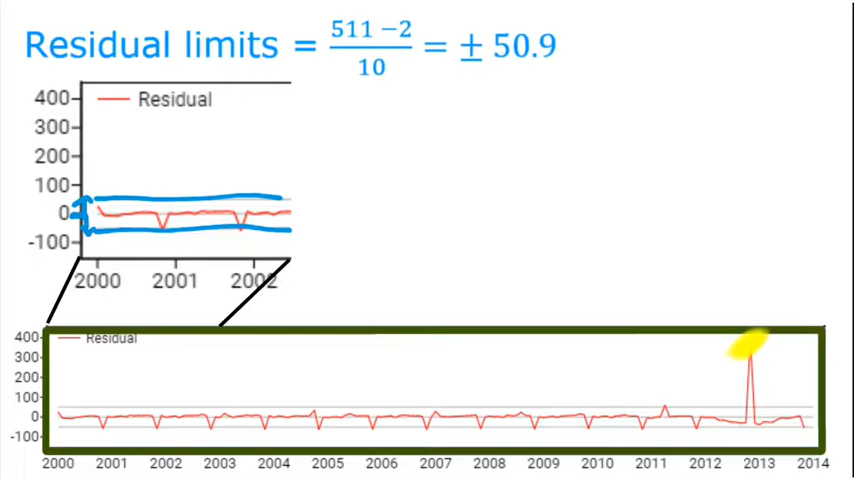 Residual limits = 511 −2 / 10 = ± 50.9
400
Residual
300
200
100
0
-100
2000 2001 2002
400
Residual
300
200
100
0
-100
2000 2001 2002 2003 2004 2005 2006 2007 2008 2009 2010 2011 2012 2013 2014